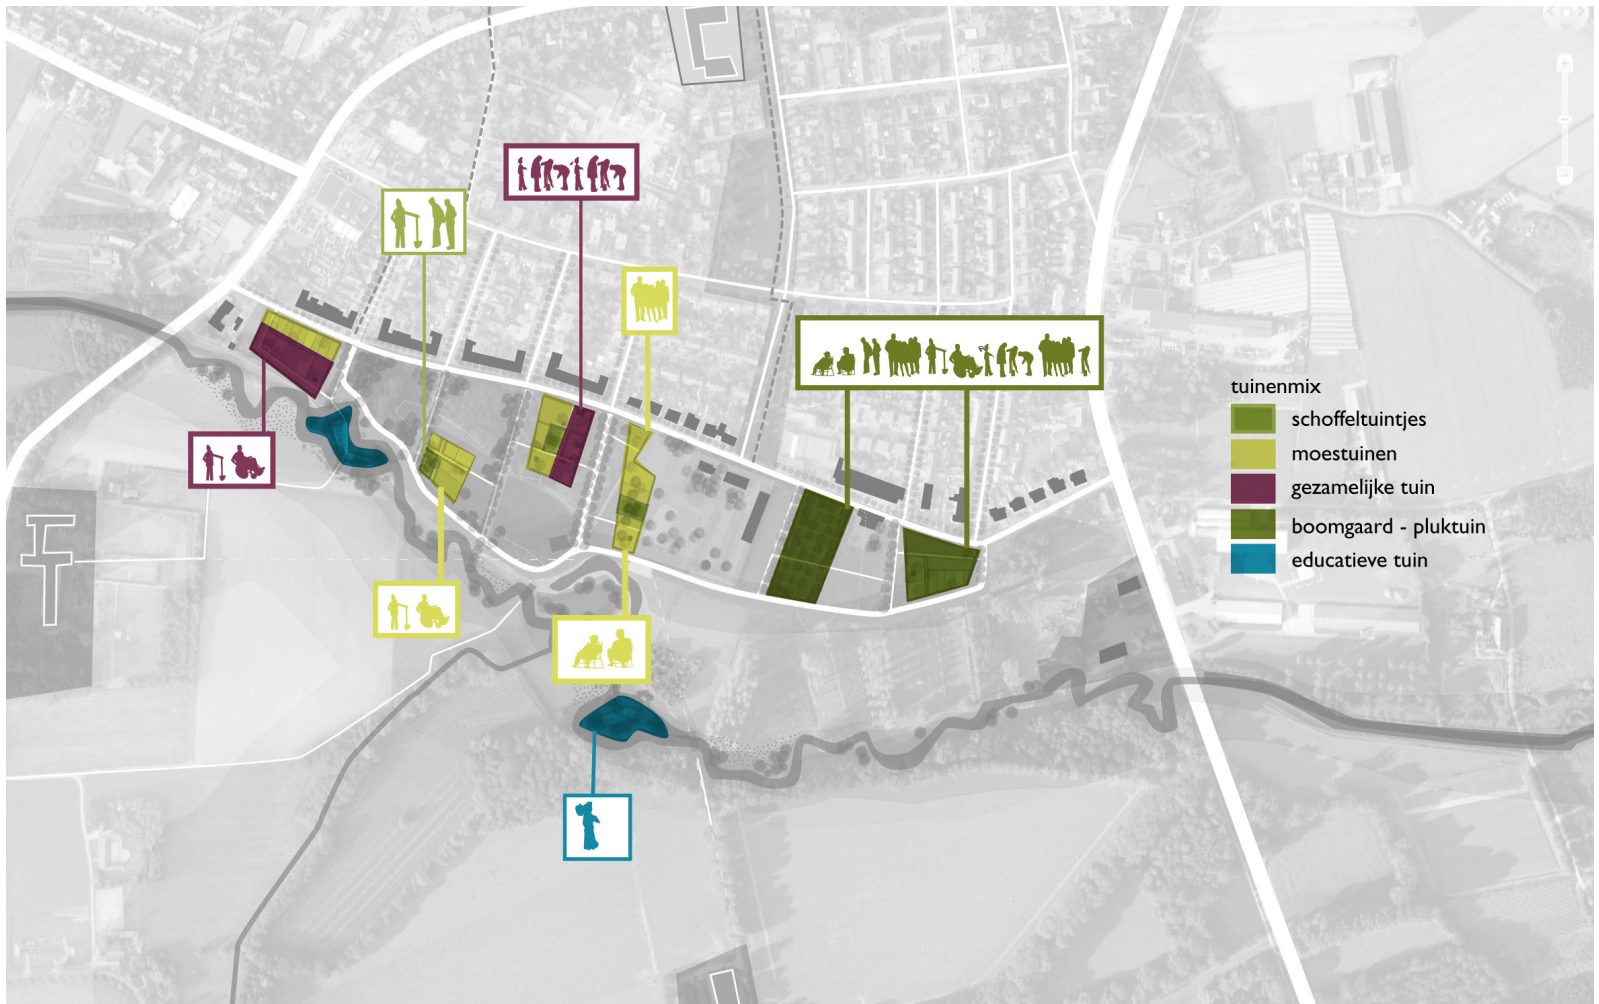 tuinenmix
schoffeltuintjes
moestuinen
gezamelijke tuin
boomgaard - pluktuin
educatieve tuin